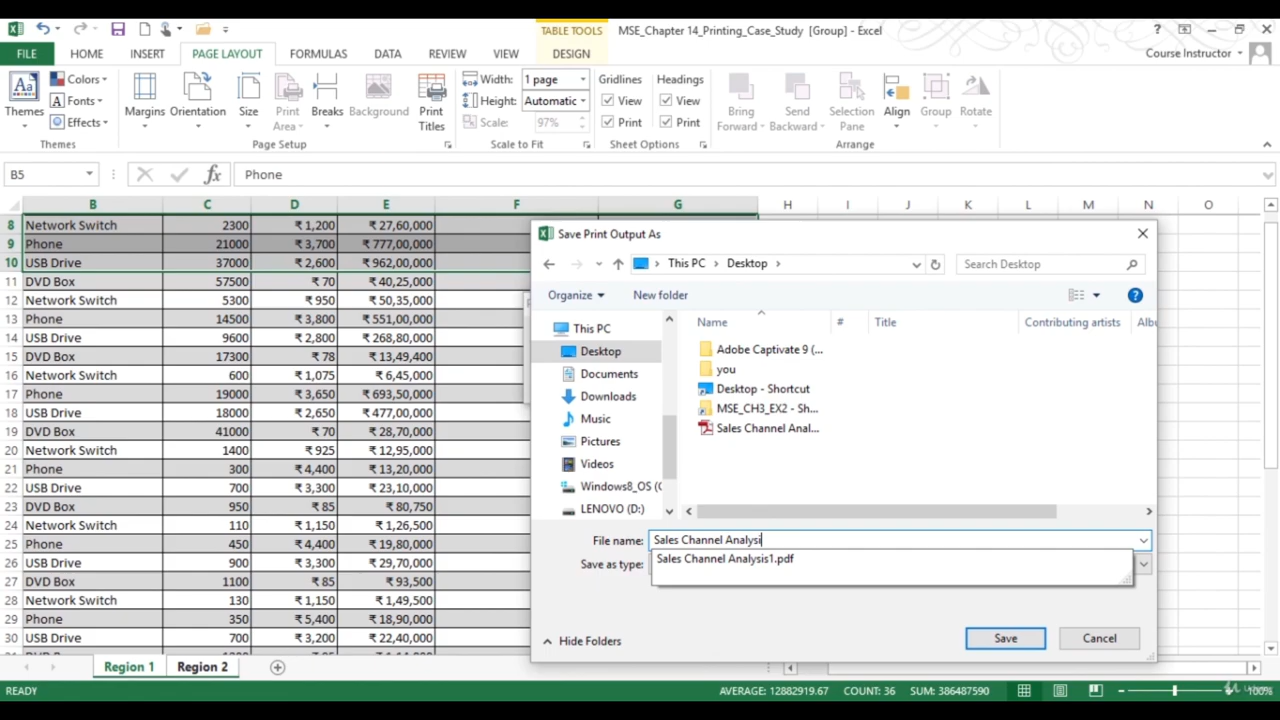 TABLE TOOLS
MSE_Chapter 14_Printing_Case_Study [Group] - Excel
FILE HOME INSERT PAGE LAYOUT FORMULAS DATA REVIEW VIEW DESIGN Course Instructor
Themes
Colors
Fonts
Effects
Margins Orientation Size Print Area Breaks Background Print Titles
Width: 1 page
Height: Automatic
Scale: 97%
Gridlines Headings
View View
Print Print
Bring Forward Send Backward Selection Pane Align Group Rotate
Themes Page Setup Scale to Fit Sheet Options Arrange
B5 fx Phone
B C D E F G H I J K L M N O
8 Network Switch 2300 ₹ 1,200 ₹ 27,60,000
9 Phone 21000 ₹ 3,700 ₹ 777,00,000
10 USB Drive 37000 ₹ 2,600 ₹ 962,00,000
11 DVD Box 57500 ₹ 70 ₹ 40,25,000
12 Network Switch 5300 ₹ 950 ₹ 50,35,000
13 Phone 14500 ₹ 3,800 ₹ 551,00,000
14 USB Drive 9600 ₹ 2,800 ₹ 268,80,000
15 DVD Box 17300 ₹ 78 ₹ 13,49,400
16 Network Switch 600 ₹ 1,075 ₹ 6,45,000
17 Phone 19000 ₹ 3,650 ₹ 693,50,000
18 USB Drive 18000 ₹ 2,650 ₹ 477,00,000
19 DVD Box 41000 ₹ 70 ₹ 28,70,000
20 Network Switch 1400 ₹ 925 ₹ 12,95,000
21 Phone 300 ₹ 4,400 ₹ 13,20,000
22 USB Drive 700 ₹ 3,300 ₹ 23,10,000
23 DVD Box 950 ₹ 85 ₹ 80,750
24 Network Switch 110 ₹ 1,150 ₹ 1,26,500
25 Phone 450 ₹ 4,400 ₹ 19,80,000
26 USB Drive 900 ₹ 3,300 ₹ 29,70,000
27 DVD Box 1100 ₹ 85 ₹ 93,500
28 Network Switch 130 ₹ 1,150 ₹ 1,49,500
29 Phone 350 ₹ 5,400 ₹ 18,90,000
30 USB Drive 700 ₹ 3,200 ₹ 22,40,000
Save Print Output As
This PC Desktop Search Desktop
Organize New folder
This PC
Desktop
Documents
Downloads
Music
Pictures
Videos
Windows8_OS (C
LENOVO (D:)
Name # Title Contributing artists Albu
Adobe Captivate 9 (...
you
Desktop - Shortcut
MSE_CH3_EX2 - Sh...
Sales Channel Anal...
File name: Sales Channel Analysi
Sales Channel Analysis1.pdf
Save as type:
Hide Folders Save Cancel
Region 1 Region 2
READY AVERAGE: 12882919.67 COUNT: 36 SUM: 386487590 100%